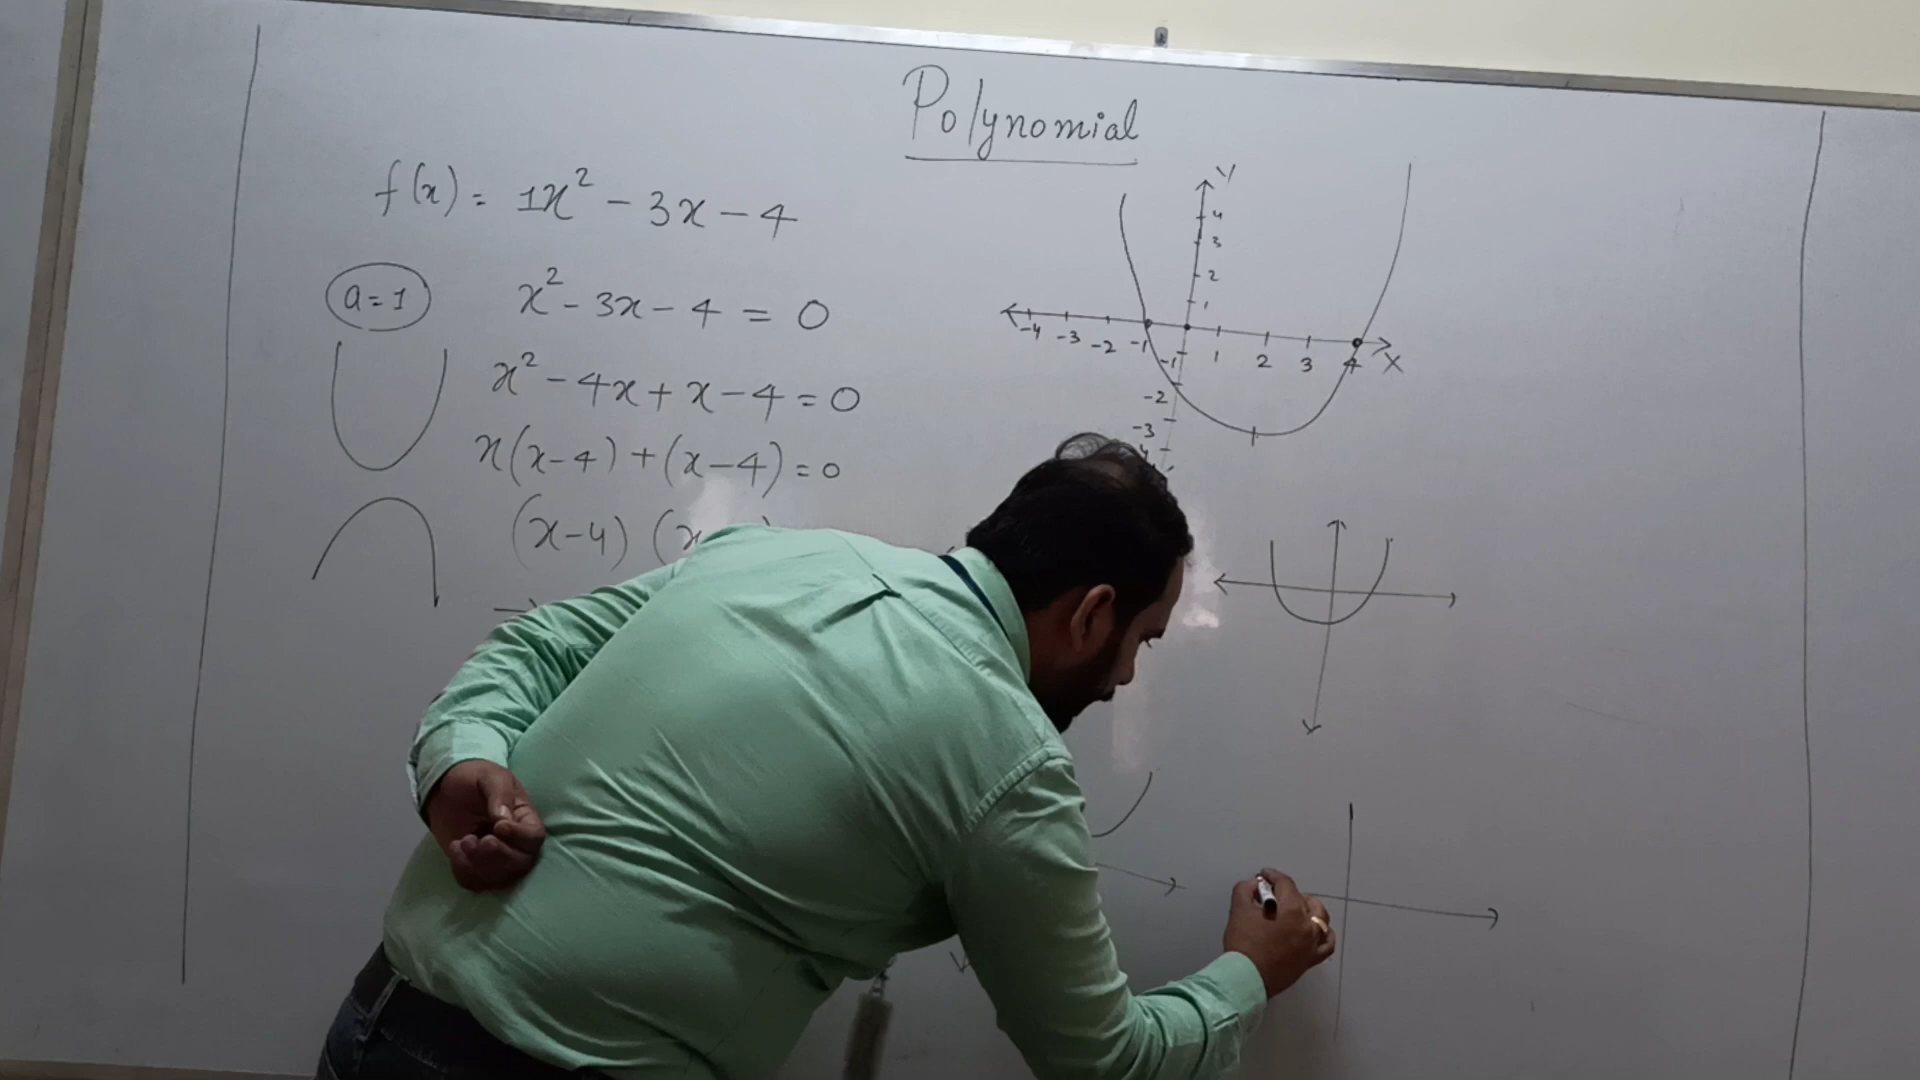 Polynomial
f(x) = 1x² - 3x - 4
a = 1
x² - 3x - 4 = 0
x² - 4x + x - 4 = 0
x(x-4) + (x-4) = 0
(x-4) (x
Y
4
3
2
1
-4 -3 -2 -1 1 2 3 4 X
-1
-2
-3